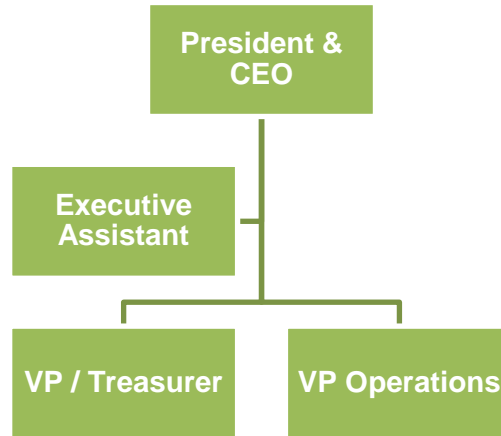 President &
CEO
Executive
Assistant
VP / Treasurer
VP Operations